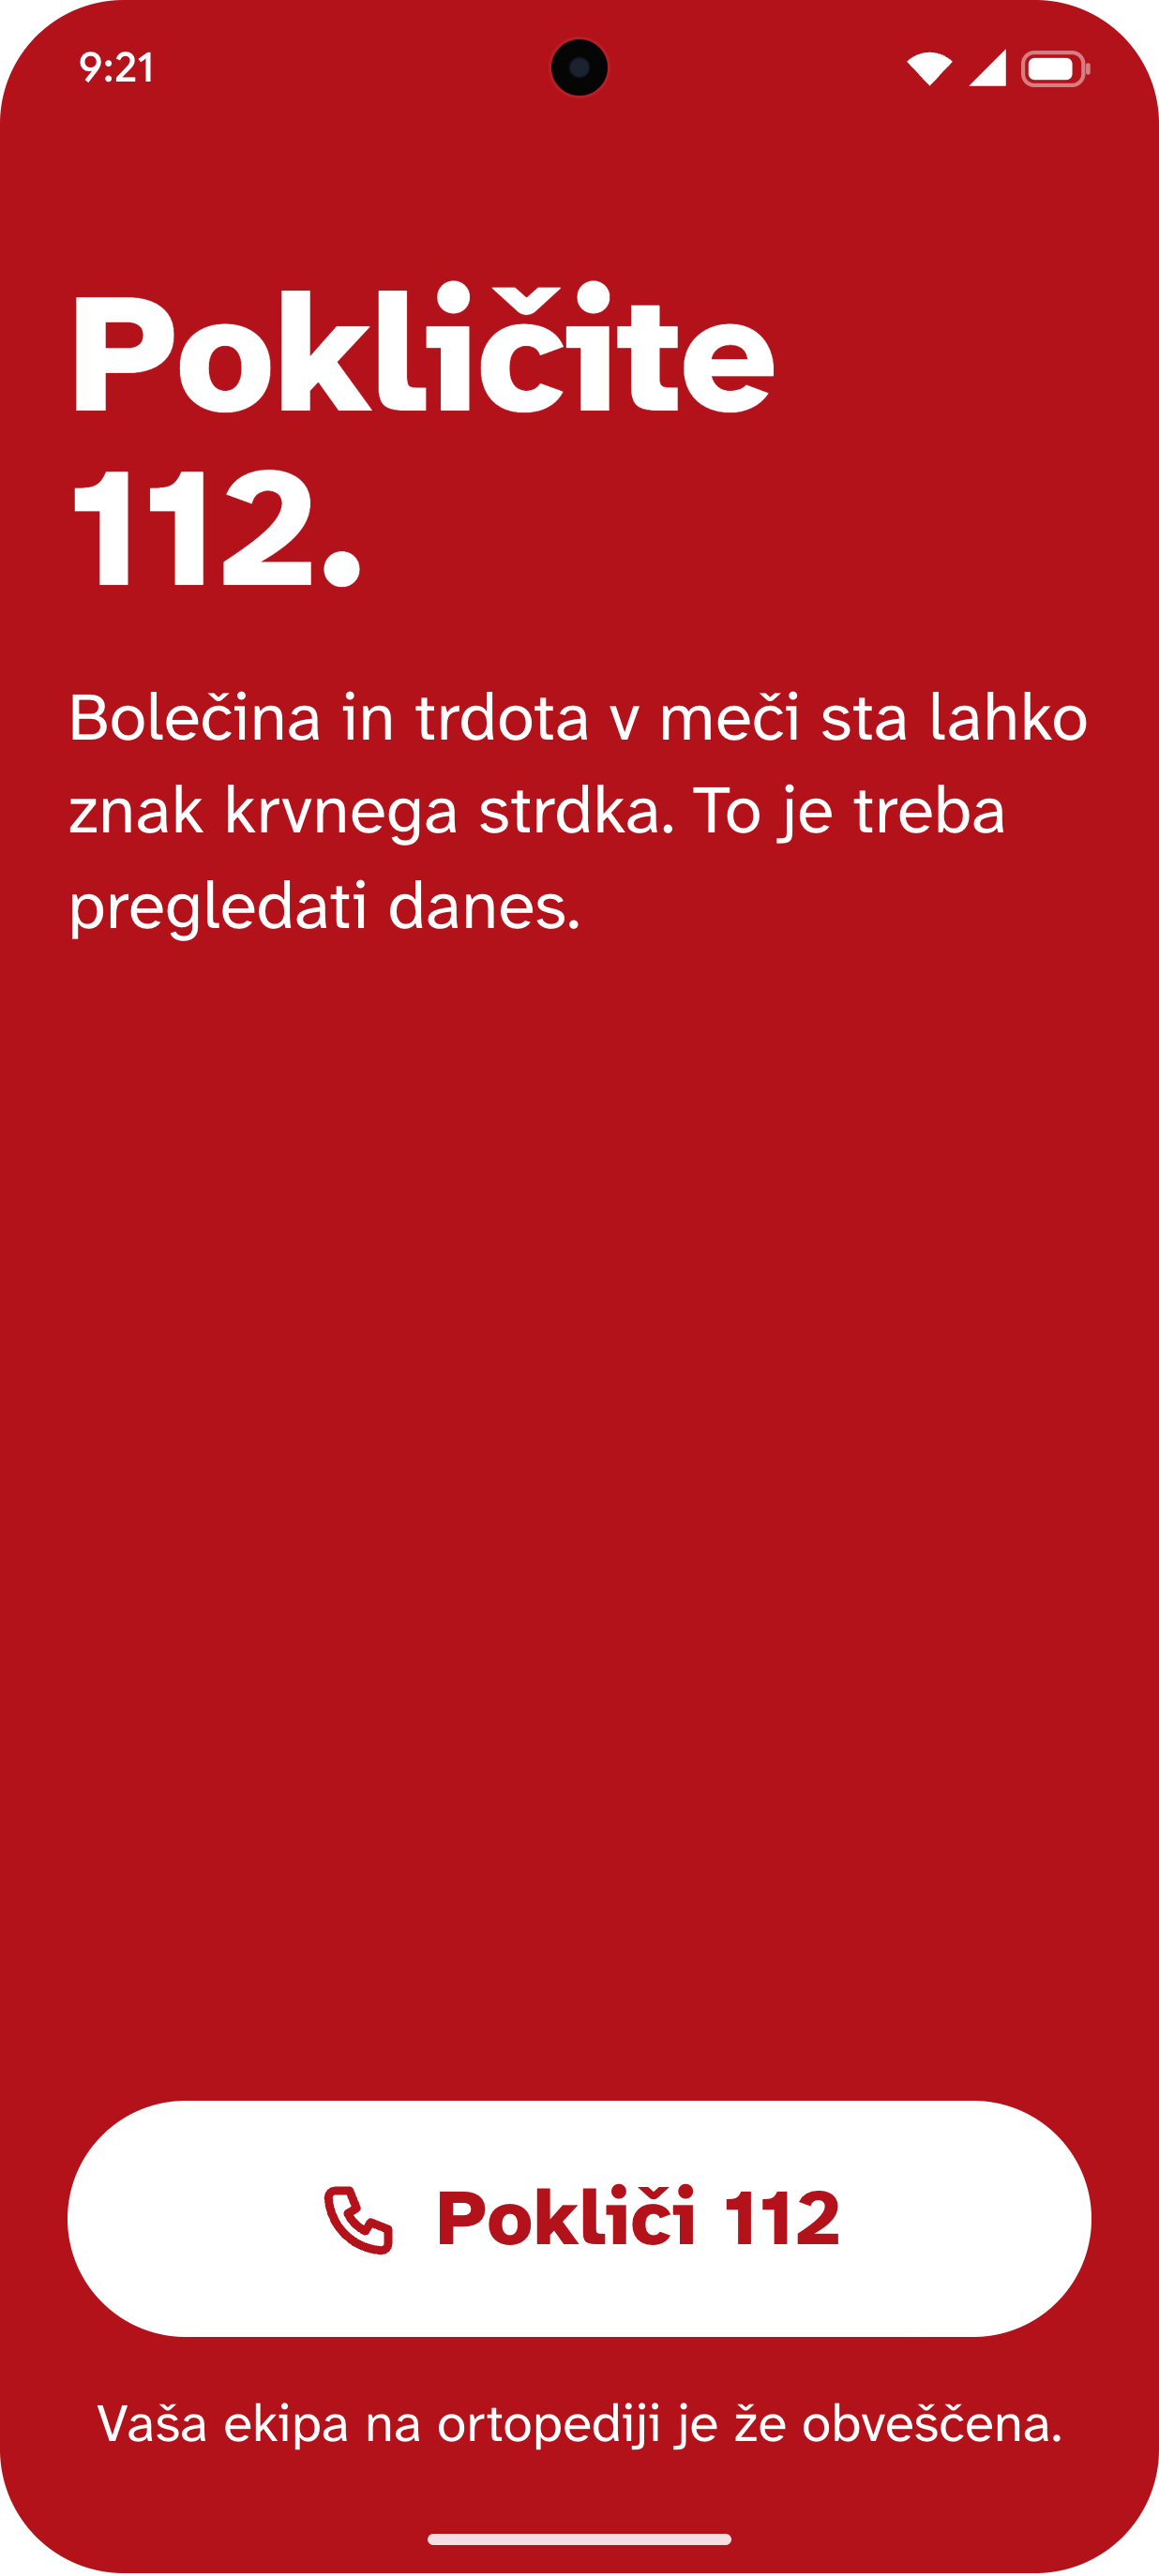 9:21
Pokličite
112.
Bolečina in trdota v meči sta lahko
znak krvnega strdka. To je treba
pregledati danes.
Pokliči 112
Vaša ekipa na ortopediji je že obveščena.